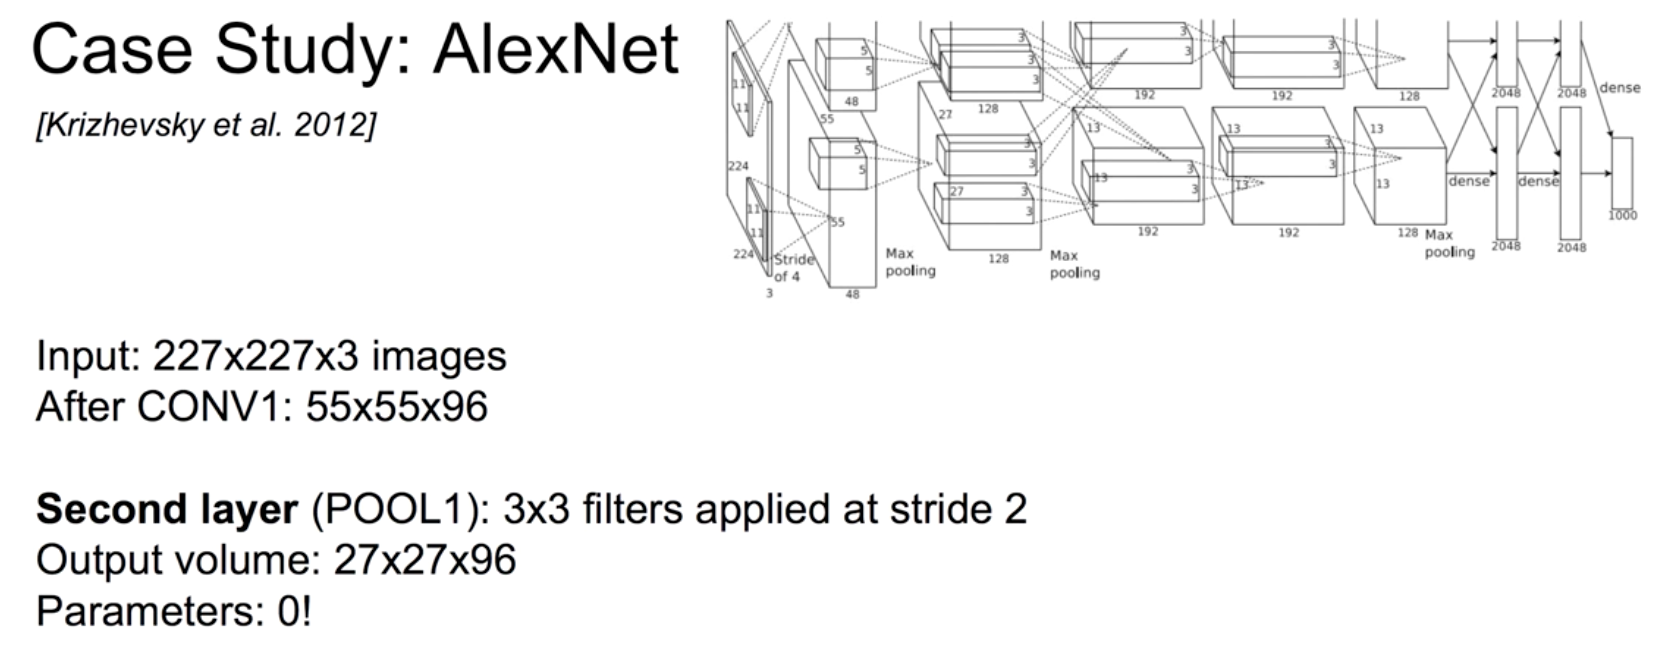 Case Study: AlexNet
[Krizhevsky et al. 2012]
11
11
224
11
11
224
3
Stride
of 4
5
5
48
55
5
5
55
48
Max
pooling
3
3
3
128
27
3
3
27
3
3
128
Max
pooling
3
3
192
13
3
3
13
192
3
3
192
13
3
3
13
192
128
13
13
128
Max
pooling
2048
2048
dense
dense
dense
2048
2048
1000
Input: 227x227x3 images
After CONV1: 55x55x96
Second layer (POOL1): 3x3 filters applied at stride 2
Output volume: 27x27x96
Parameters: 0!